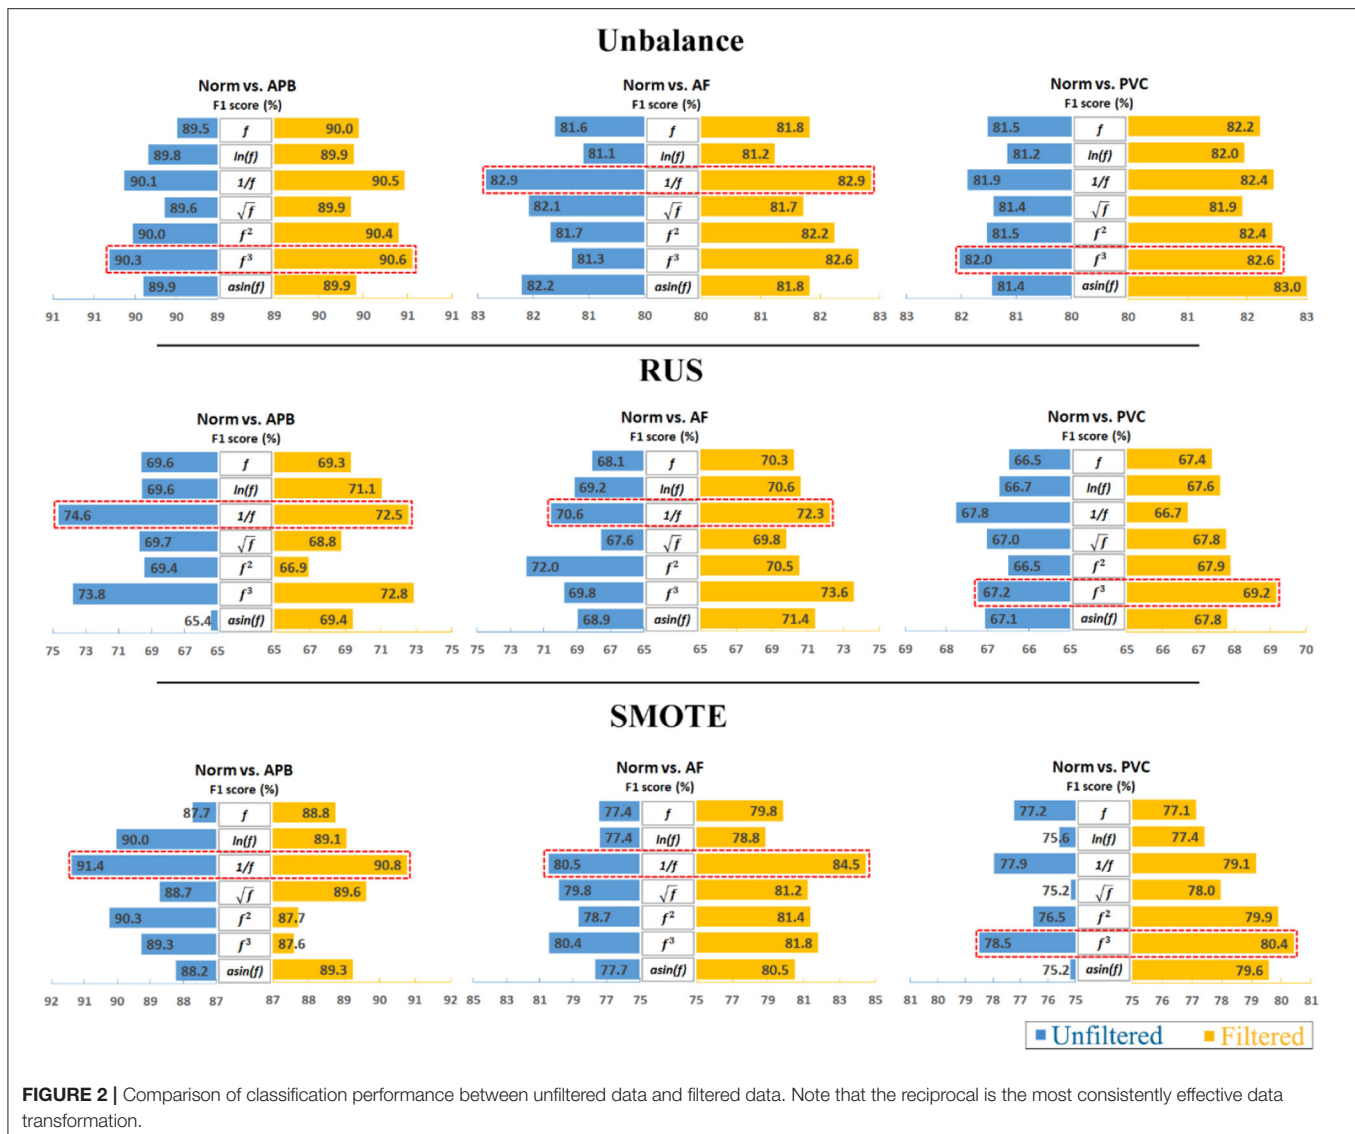 Unbalance
Norm vs. APB
F1 score (%)
89.5 f 90.0
89.8 ln(f) 89.9
90.1 1/f 90.5
89.6 √f 89.9
90.0 f² 90.4
90.3 f³ 90.6
89.9 asin(f) 89.9
91 91 90 90 89 89 90 90 91 91
Norm vs. AF
F1 score (%)
81.6 f 81.8
81.1 ln(f) 81.2
82.9 1/f 82.9
82.1 √f 81.7
81.7 f² 82.2
81.3 f³ 82.6
82.2 asin(f) 81.8
83 82 81 80 80 81 82 83
Norm vs. PVC
F1 score (%)
81.5 f 82.2
81.2 ln(f) 82.0
81.9 1/f 82.4
81.4 √f 81.9
81.5 f² 82.4
82.0 f³ 82.6
81.4 asin(f) 83.0
83 82 81 80 80 81 82 83
RUS
Norm vs. APB
F1 score (%)
69.6 f 69.3
69.6 ln(f) 71.1
74.6 1/f 72.5
69.7 √f 68.8
69.4 f² 66.9
73.8 f³ 72.8
65.4 asin(f) 69.4
75 73 71 69 67 65 65 67 69 71 73 75
Norm vs. AF
F1 score (%)
68.1 f 70.3
69.2 ln(f) 70.6
70.6 1/f 72.3
67.6 √f 69.8
72.0 f² 70.5
69.8 f³ 73.6
68.9 asin(f) 71.4
75 73 71 69 67 65 65 67 69 71 73 75
Norm vs. PVC
F1 score (%)
66.5 f 67.4
66.7 ln(f) 67.6
67.8 1/f 66.7
67.0 √f 67.8
66.5 f² 67.9
67.2 f³ 69.2
67.1 asin(f) 67.8
69 68 67 66 65 65 66 67 68 69 70
SMOTE
Norm vs. APB
F1 score (%)
87.7 f 88.8
90.0 ln(f) 89.1
91.4 1/f 90.8
88.7 √f 89.6
90.3 f² 87.7
89.3 f³ 87.6
88.2 asin(f) 89.3
92 91 90 89 88 87 87 88 89 90 91 92
Norm vs. AF
F1 score (%)
77.4 f 79.8
77.4 ln(f) 78.8
80.5 1/f 84.5
79.8 √f 81.2
78.7 f² 81.4
80.4 f³ 81.8
77.7 asin(f) 80.5
85 83 81 79 77 75 75 77 79 81 83 85
Norm vs. PVC
F1 score (%)
77.2 f 77.1
75.6 ln(f) 77.4
77.9 1/f 79.1
75.2 √f 78.0
76.5 f² 79.9
78.5 f³ 80.4
75.2 asin(f) 79.6
81 80 79 78 77 76 75 75 76 77 78 79 80 81
Unfiltered Filtered
FIGURE 2 | Comparison of classification performance between unfiltered data and filtered data. Note that the reciprocal is the most consistently effective data
transformation.